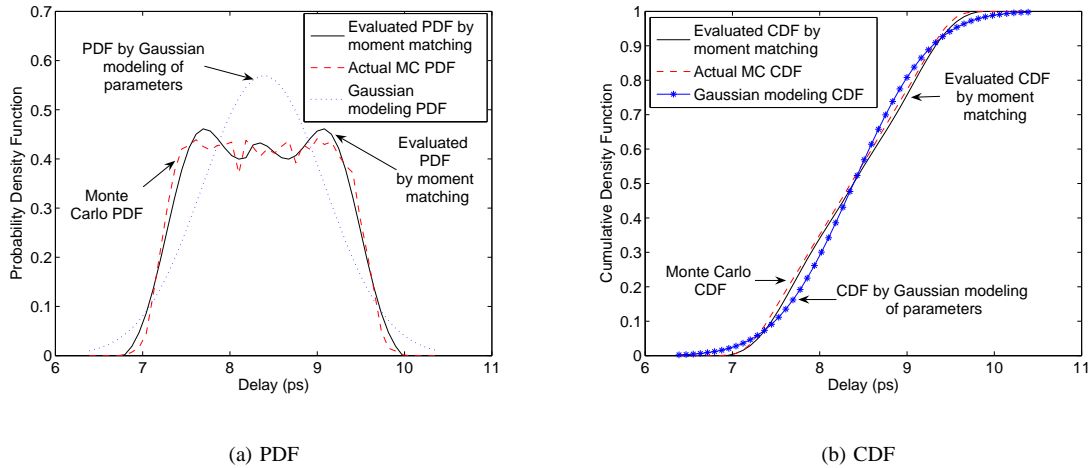 0.7
0.6
0.5
0.4
0.3
0.2
0.1
0
6
7
8
9
10
11
Probability Density Function
Delay (ps)
Evaluated PDF by
moment matching
Actual MC PDF
Gaussian
modeling PDF
PDF by Gaussian
modeling of
parameters
Monte
Carlo PDF
Evaluated
PDF
by moment
matching
(a) PDF
1
0.9
0.8
0.7
0.6
0.5
0.4
0.3
0.2
0.1
0
6
7
8
9
10
11
Cumulative Density Function
Delay (ps)
Evaluated CDF by
moment matching
Actual MC CDF
Gaussian modeling CDF
Evaluated CDF
by moment
matching
Monte Carlo
CDF
CDF by Gaussian modeling
of parameters
(b) CDF